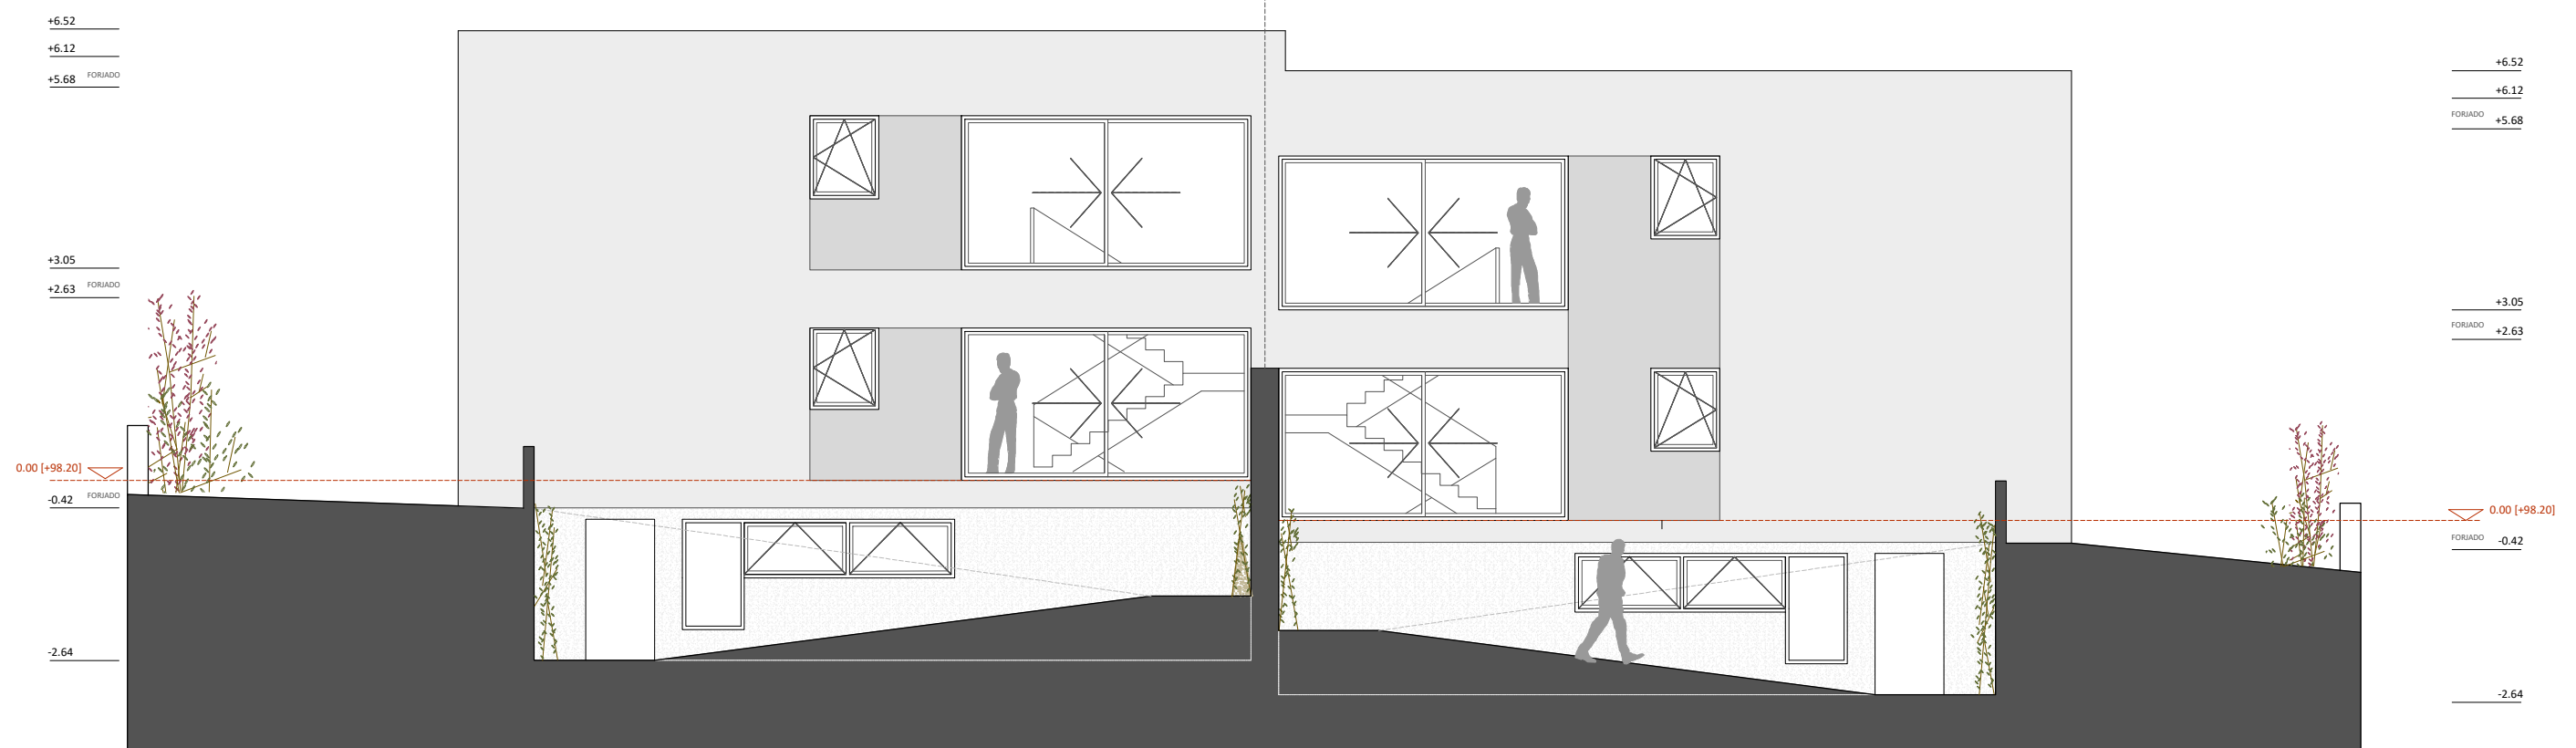 +6.52
+6.12
+5.68 FORJADO
+3.05
+2.63 FORJADO
0.00 [+98.20]
-0.42 FORJADO
-2.64
+6.52
+6.12
FORJADO +5.68
+3.05
FORJADO +2.63
0.00 [+98.20]
FORJADO -0.42
-2.64